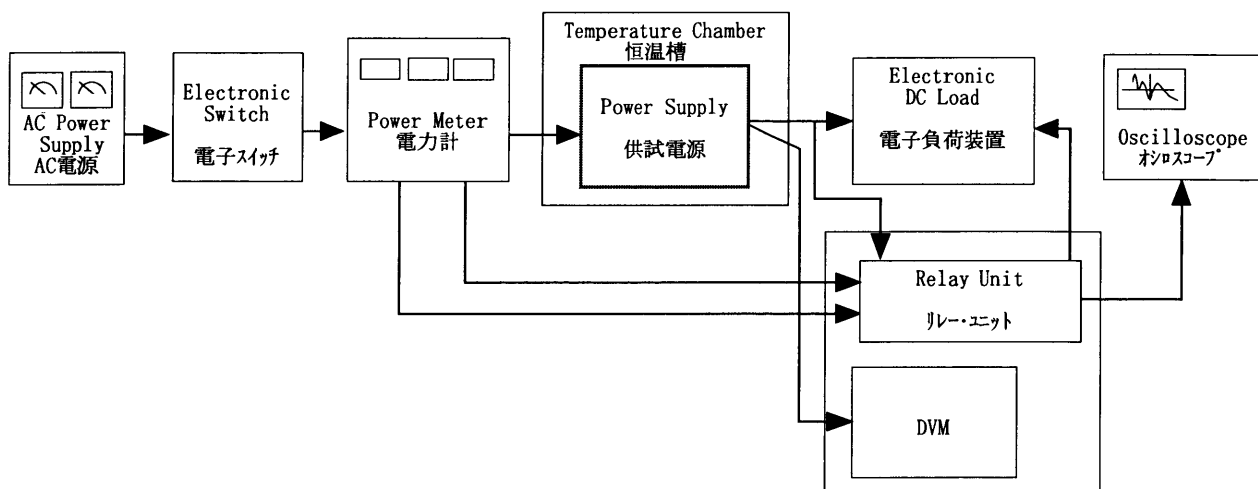 AC Power
Supply
AC電源
Electronic
Switch
電子スイッチ
Power Meter
電力計
Temperature Chamber
恒温槽
Power Supply
供試電源
Electronic
DC Load
電子負荷装置
Oscilloscope
オシロスコープ
Relay Unit
リレー・ユニット
DVM